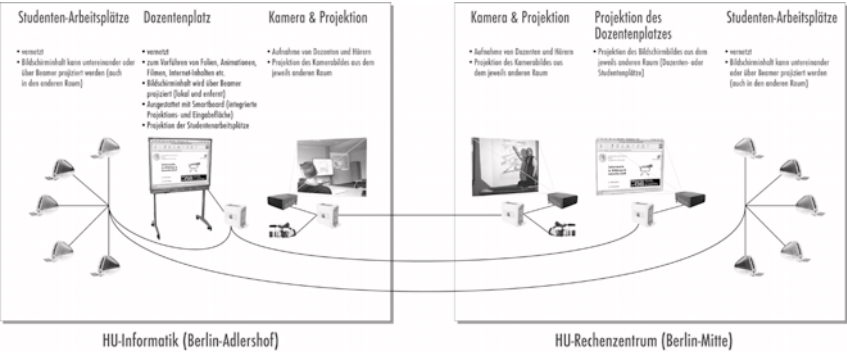 Studenten-Arbeitsplätze
• vernetzt
• Bildschirminhalt kann untereinander oder
über Beamer projiziert werden (auch
in den anderen Raum)
Dozentenplatz
• vernetzt
• zum Vorführen von Folien, Animationen,
Filmen, Internet-Inhalten etc.
• Bildschirminhalt wird über Beamer
projiziert (lokal und enfernt)
• Ausgestattet mit Smartboard (integrierte
Projektions- und Eingabefläche)
• Projektion der Studentenarbeitsplätze
Kamera & Projektion
• Aufnahme von Dozenten und Hörern
• Projektion des Kamerabildes aus dem
jeweils anderen Raum
HU-Informatik (Berlin-Adlershof)
Kamera & Projektion
• Aufnahme von Dozenten und Hörern
• Projektion des Kamerabildes aus
dem jeweils anderen Raum
Projektion des
Dozentenplatzes
• Projektion des Bildschirmbildes aus dem
jeweils anderen Raum (Dozenten- oder
Studentenplätze)
Studenten-Arbeitsplätze
• vernetzt
• Bildschirminhalt kann untereinander
oder über Beamer projiziert werden
(auch in den anderen Raum)
HU-Rechenzentrum (Berlin-Mitte)